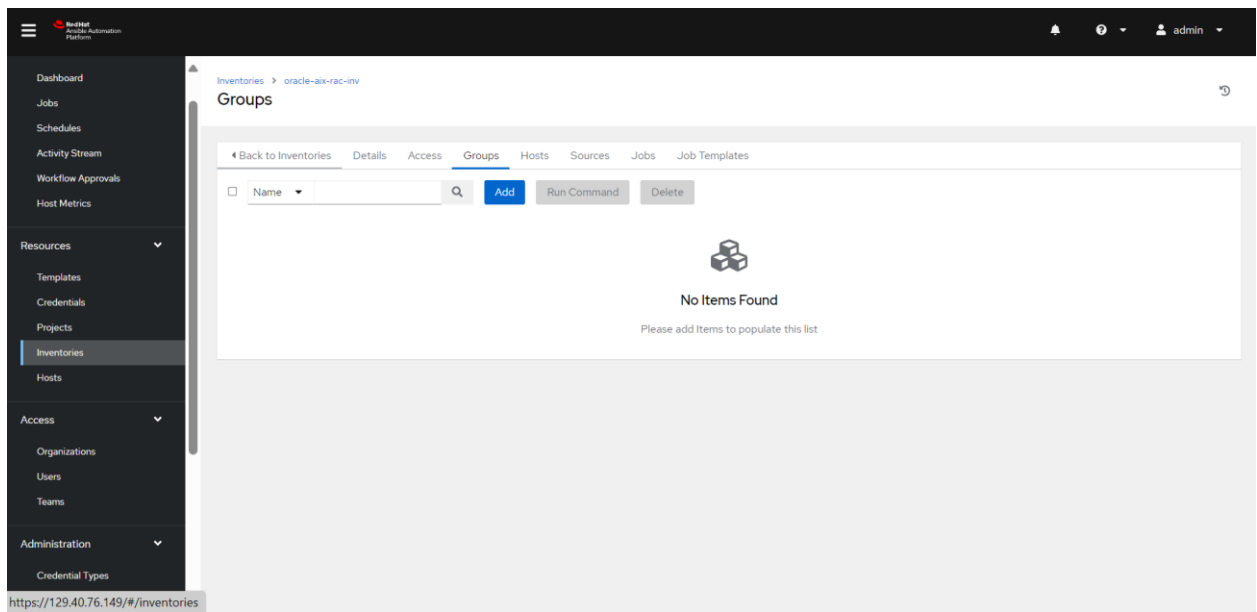 Red Hat
Ansible Automation
Platform
admin
Dashboard
Jobs
Schedules
Activity Stream
Workflow Approvals
Host Metrics
Resources
Templates
Credentials
Projects
Inventories
Hosts
Access
Organizations
Users
Teams
Administration
Credential Types
https://129.40.76.149/#/inventories
Inventories > oracle-aix-rac-inv
Groups
Back to Inventories Details Access Groups Hosts Sources Jobs Job Templates
Name Add Run Command Delete
No Items Found
Please add Items to populate this list